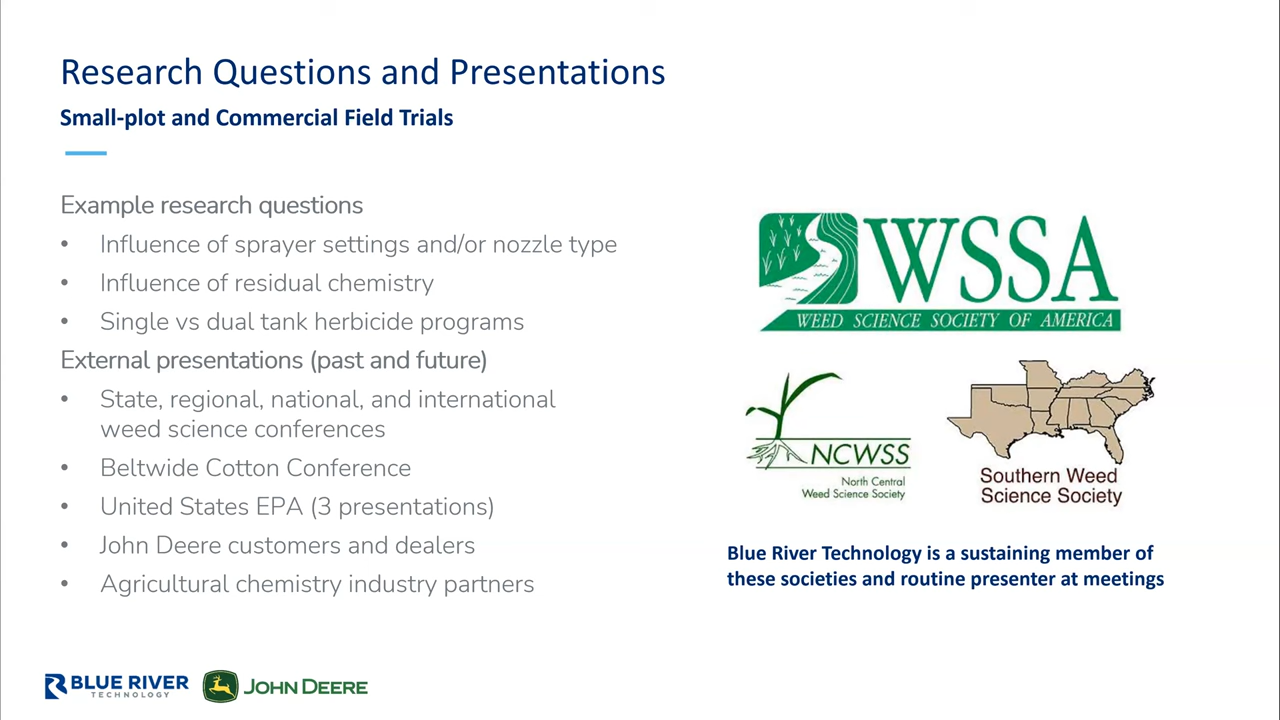 Research Questions and Presentations
Small-plot and Commercial Field Trials
Example research questions
• Influence of sprayer settings and/or nozzle type
• Influence of residual chemistry
• Single vs dual tank herbicide programs
External presentations (past and future)
• State, regional, national, and international
weed science conferences
• Beltwide Cotton Conference
• United States EPA (3 presentations)
• John Deere customers and dealers
• Agricultural chemistry industry partners
WSSA
WEED SCIENCE SOCIETY OF AMERICA
NCWSS
North Central
Weed Science Society
Southern Weed
Science Society
Blue River Technology is a sustaining member of
these societies and routine presenter at meetings
BLUE RIVER
TECHNOLOGY
JOHN DEERE